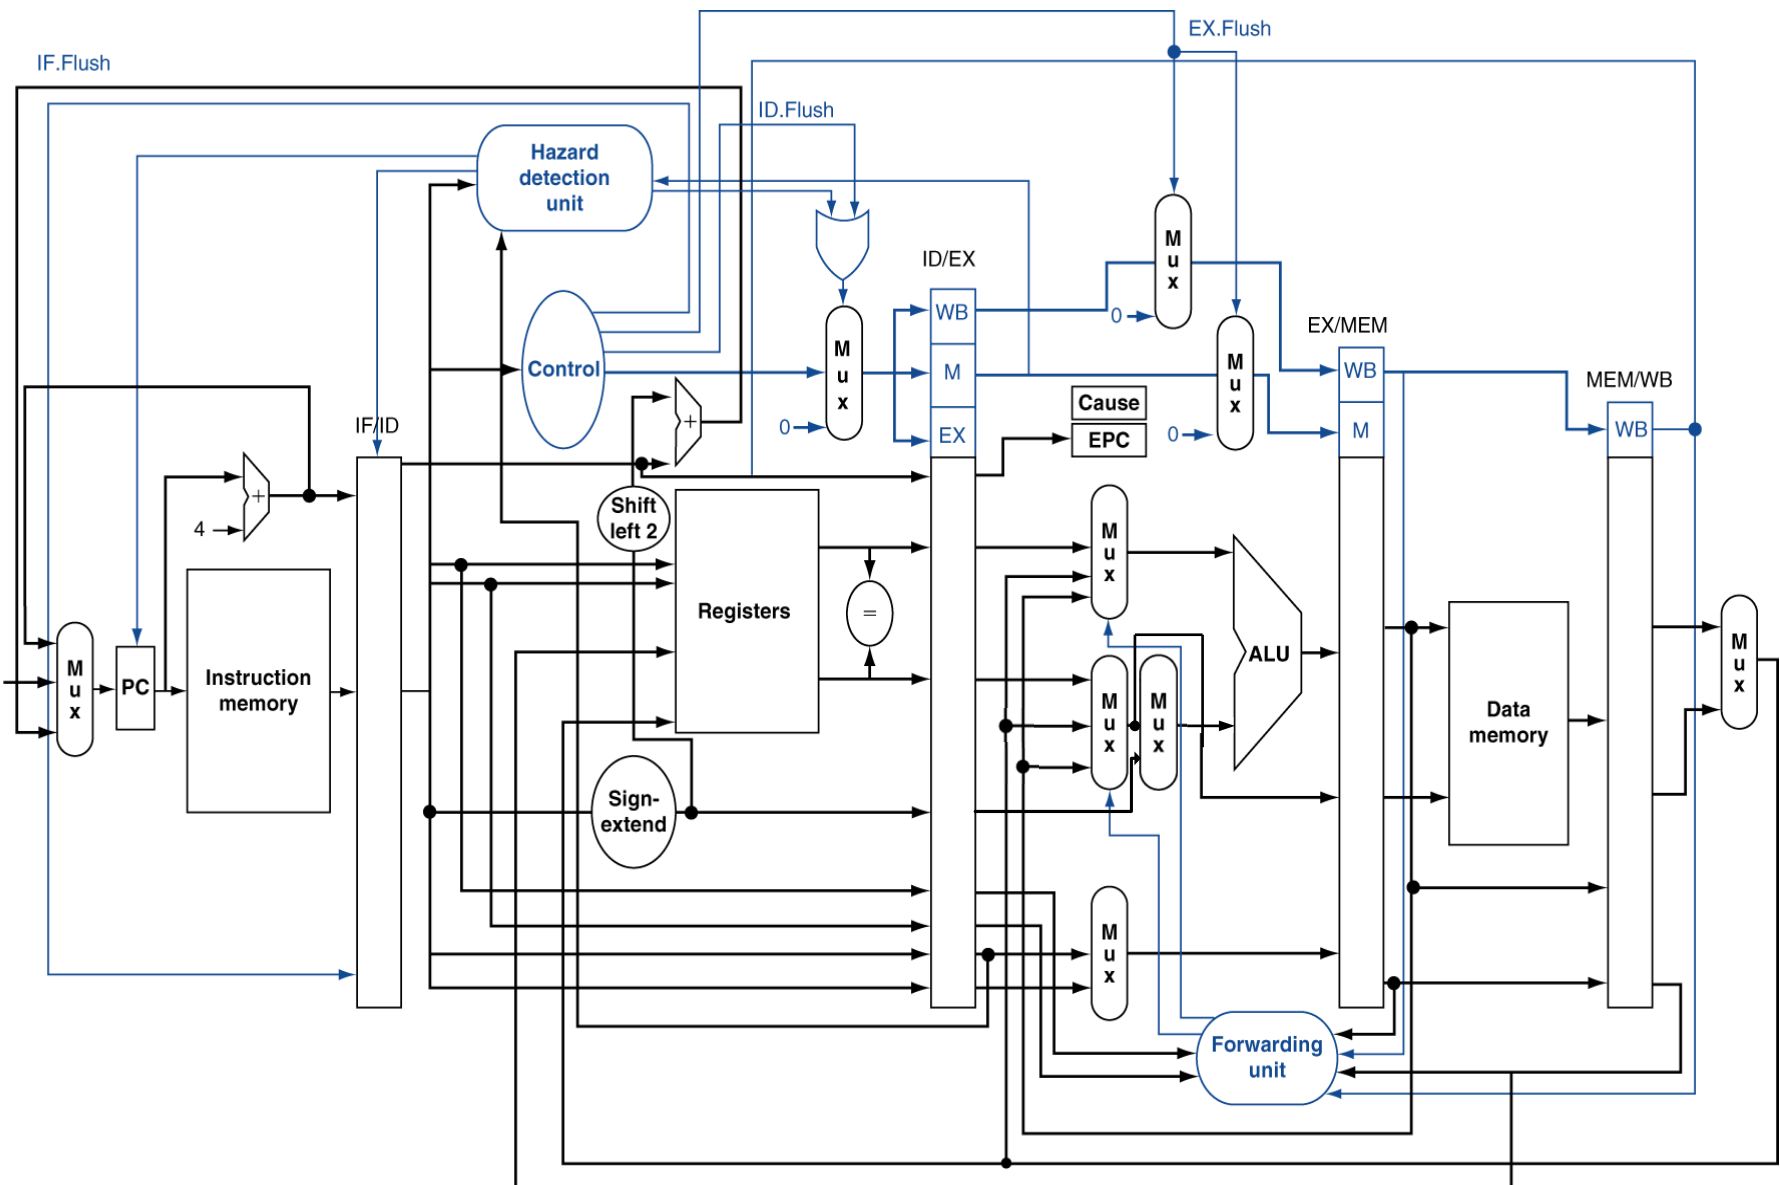 EX.Flush
IF.Flush
ID.Flush
Hazard
detection
unit
M
u
x
ID/EX
WB
0
EX/MEM
M
u
x
M
u
x
Control
M
WB
MEM/WB
Cause
0
EX
EPC
0
M
WB
IF/ID
+
+
4
Shift
left 2
M
u
x
Registers
=
ALU
M
u
x
PC
Instruction
memory
M
u
x
M
u
x
Data
memory
M
u
x
Sign-
extend
M
u
x
Forwarding
unit